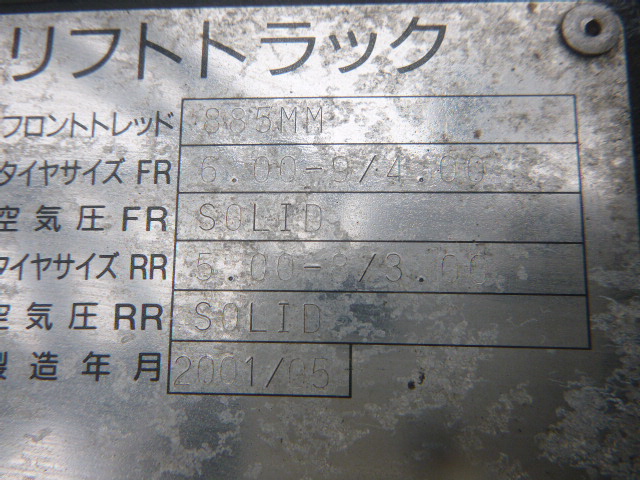 リフトトラック
フロントトレッド 885MM
タイヤサイズ FR 6.00-9/4.00
空気圧 FR SOLID
タイヤサイズ RR 5.00-8/3.00
空気圧 RR SOLID
製造年月 2001/05